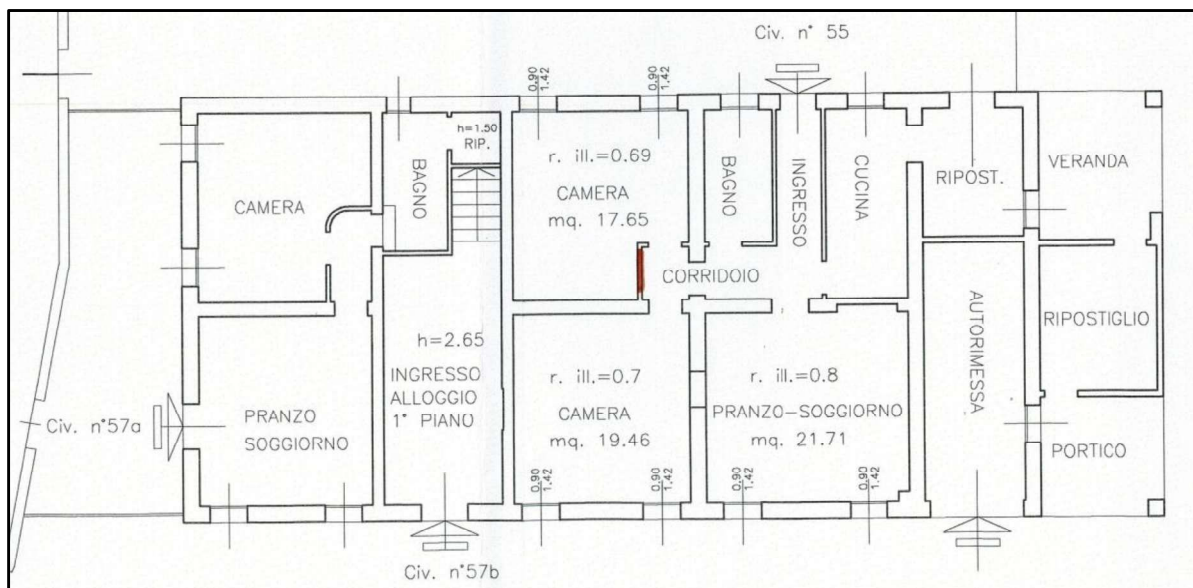 Civ. n° 55
0.90
1.42
0.90
1.42
h=1.50
RIP.
BAGNO
CAMERA
r. ill.=0.69
CAMERA
mq. 17.65
BAGNO
INGRESSO
CUCINA
RIPOST.
VERANDA
CORRIDOIO
h=2.65
INGRESSO
ALLOGGIO
1° PIANO
r. ill.=0.7
CAMERA
mq. 19.46
r. ill.=0.8
PRANZO-SOGGIORNO
mq. 21.71
AUTORIMESSA
RIPOSTIGLIO
PORTICO
Civ. n°57a
PRANZO
SOGGIORNO
0.90
1.42
0.90
1.42
0.90
1.42
0.90
1.42
Civ. n°57b